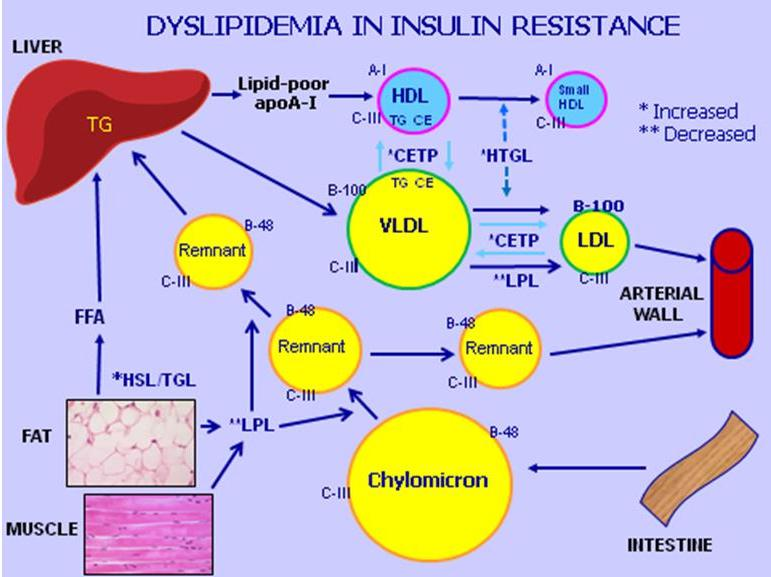 DYSLIPIDEMIA IN INSULIN RESISTANCE
LIVER
TG
Lipid-poor
apoA-I
A-I
HDL
C-III
TG CE
A-I
Small
HDL
C-III
* Increased
** Decreased
*CETP
*HTGL
B-100
TG CE
VLDL
C-III
B-100
LDL
C-III
*CETP
**LPL
ARTERIAL
WALL
B-48
Remnant
C-III
B-48
Remnant
C-III
B-48
Remnant
C-III
FFA
*HSL/TGL
FAT
**LPL
MUSCLE
B-48
Chylomicron
C-III
INTESTINE